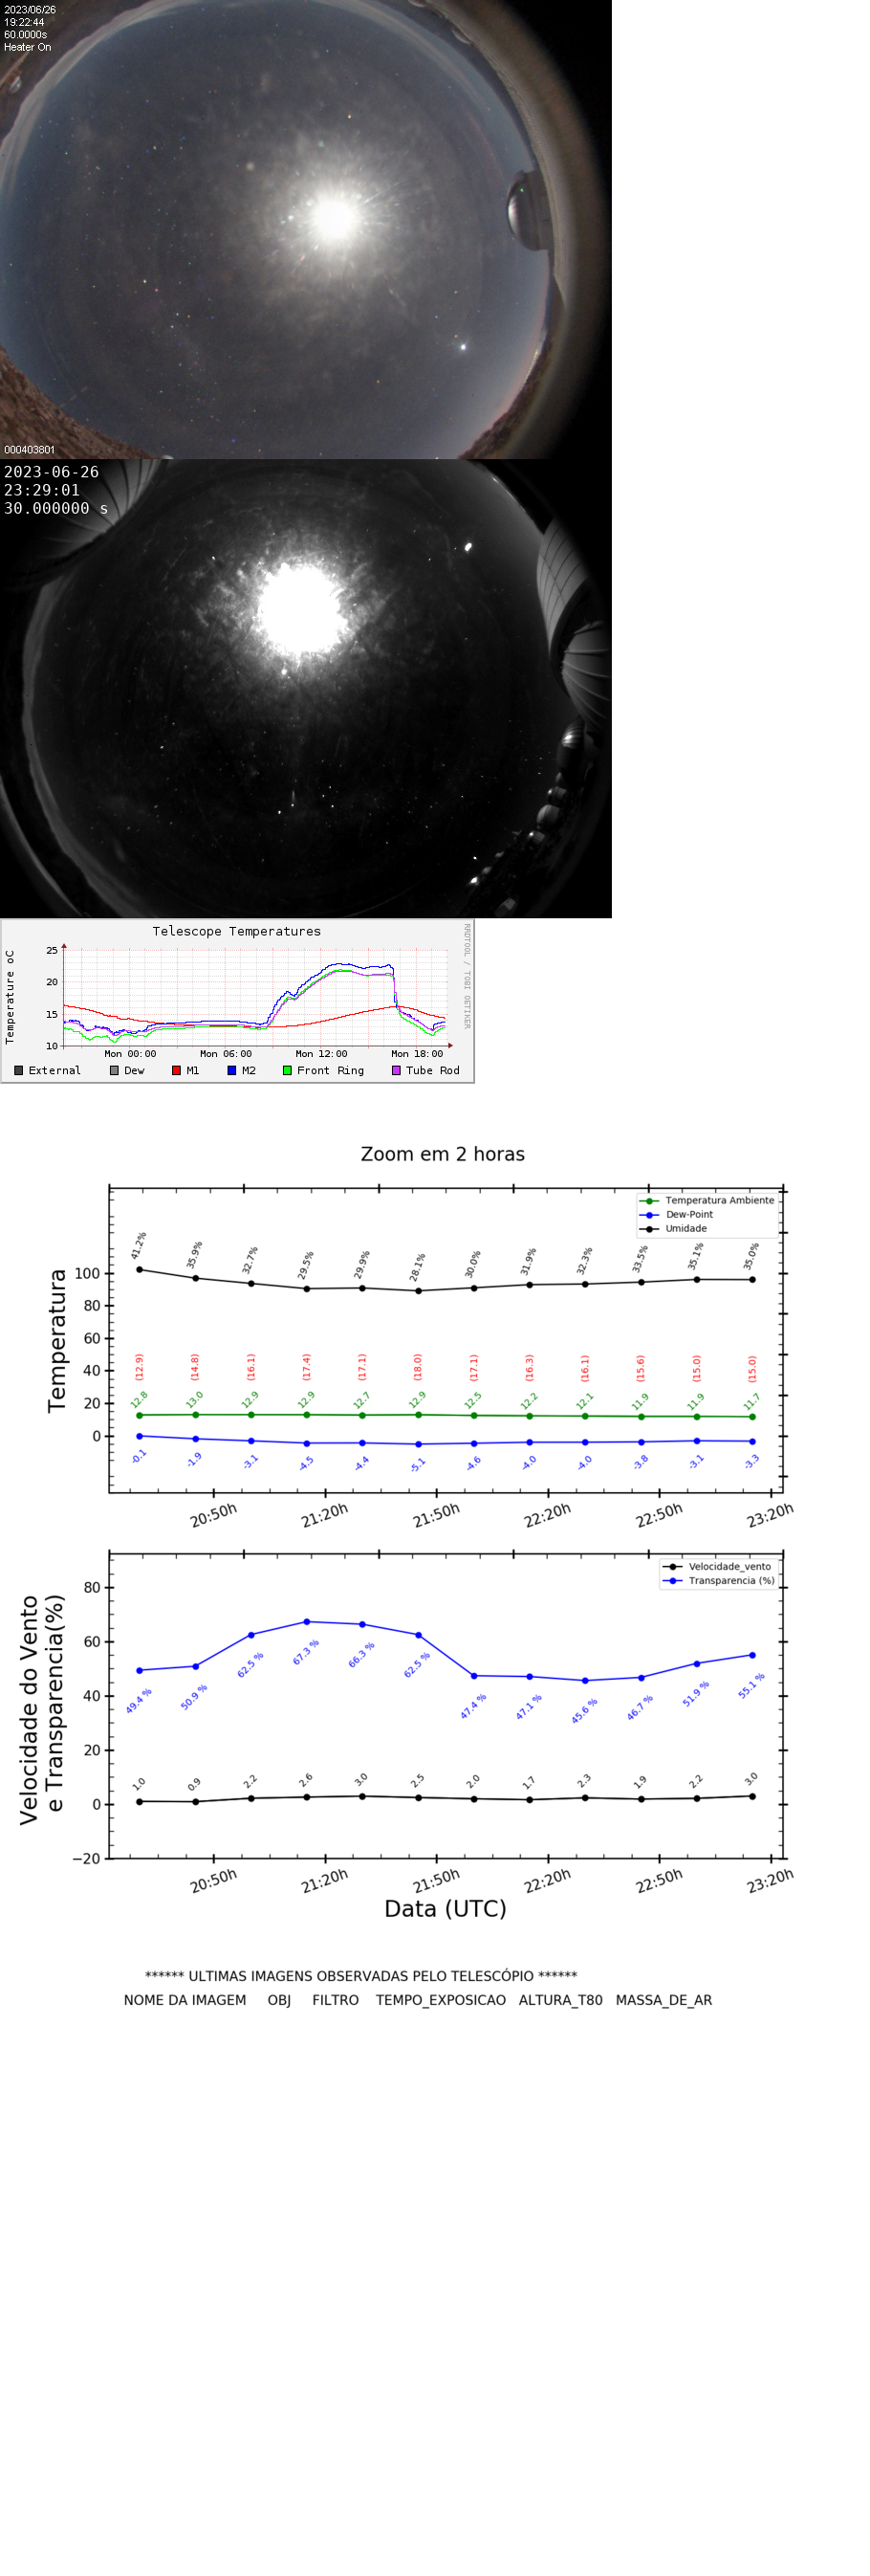 2023/06/26
19:22:44
60.0000s
Heater On
000403801
2023-06-26
23:29:01
30.000000 s
Telescope Temperatures
RRDTOOL / TOBI OETIKER
Temperature oC
25
20
15
10
Mon 00:00 Mon 06:00 Mon 12:00 Mon 18:00
External Dew M1 M2 Front Ring Tube Rod
Zoom em 2 horas
Temperatura Ambiente
Dew-Point
Umidade
Temperatura
100
80
60
40
20
0
41.2% 35.9% 32.7% 29.5% 29.9% 28.1% 30.0% 31.9% 32.3% 33.5% 35.1% 35.0%
(12.9) (14.8) (16.1) (17.4) (17.1) (18.0) (17.1) (16.3) (16.1) (15.6) (15.0) (15.0)
12.8 13.0 12.9 12.9 12.7 12.9 12.5 12.2 12.1 11.9 11.9 11.7
-0.1 -1.9 -3.1 -4.5 -4.4 -5.1 -4.6 -4.0 -4.0 -3.8 -3.1 -3.3
20:50h 21:20h 21:50h 22:20h 22:50h 23:20h
Velocidade_vento
Transparencia (%)
Velocidade do Vento
e Transparencia(%)
80
60
40
20
0
−20
49.4 % 50.9 % 62.5 % 67.3 % 66.3 % 62.5 % 47.4 % 47.1 % 45.6 % 46.7 % 51.9 % 55.1 %
1.0 0.9 2.2 2.6 3.0 2.5 2.0 1.7 2.3 1.9 2.2 3.0
20:50h 21:20h 21:50h 22:20h 22:50h 23:20h
Data (UTC)
****** ULTIMAS IMAGENS OBSERVADAS PELO TELESCÓPIO ******
NOME DA IMAGEM OBJ FILTRO TEMPO_EXPOSICAO ALTURA_T80 MASSA_DE_AR